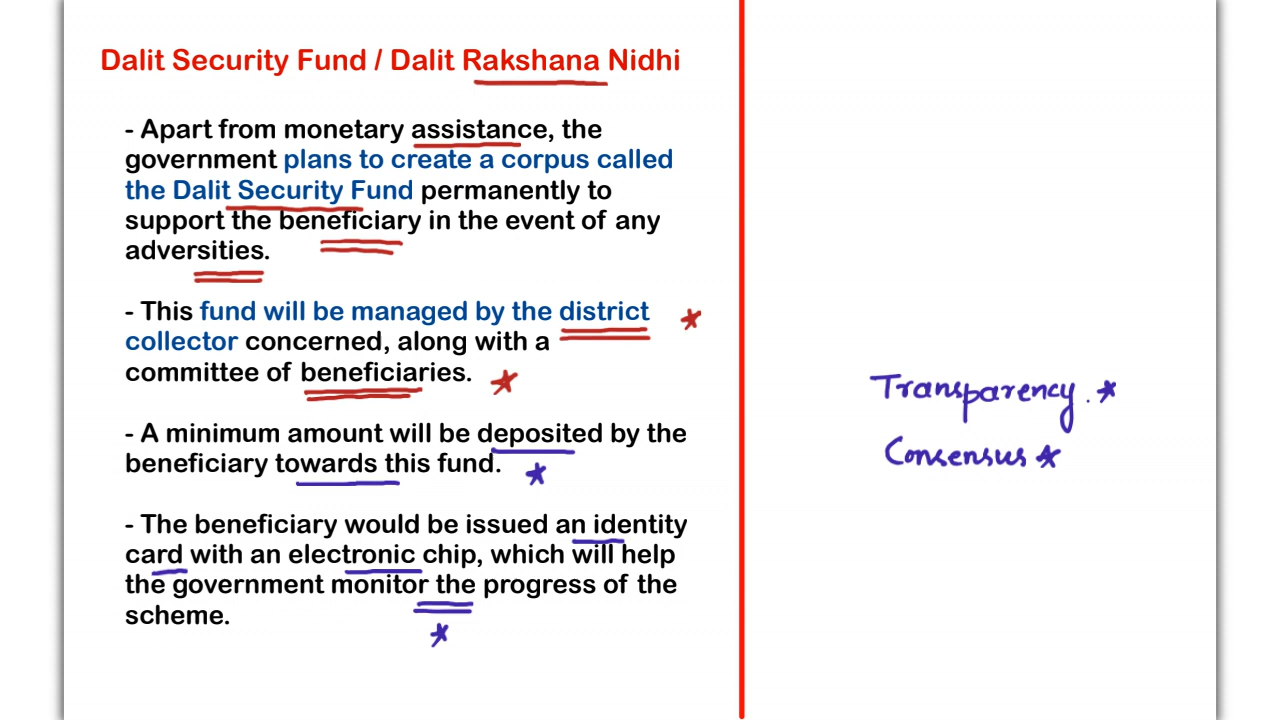 Dalit Security Fund / Dalit Rakshana Nidhi
- Apart from monetary assistance, the
government plans to create a corpus called
the Dalit Security Fund permanently to
support the beneficiary in the event of any
adversities.
- This fund will be managed by the district
collector concerned, along with a
committee of beneficiaries.
- A minimum amount will be deposited by the
beneficiary towards this fund.
- The beneficiary would be issued an identity
card with an electronic chip, which will help
the government monitor the progress of the
scheme.
Transparency.
Consensus